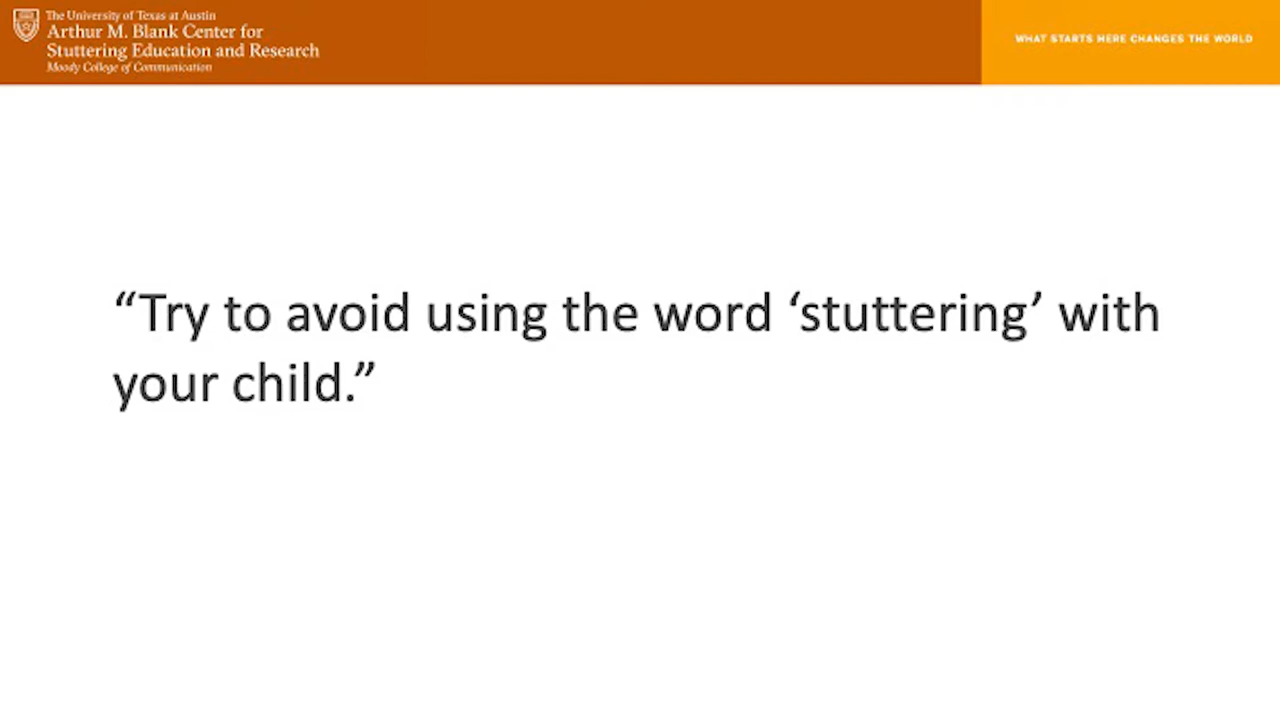 The University of Texas at Austin
Arthur M. Blank Center for
Stuttering Education and Research
Moody College of Communication
WHAT STARTS HERE CHANGES THE WORLD
“Try to avoid using the word ‘stuttering’ with
your child.”